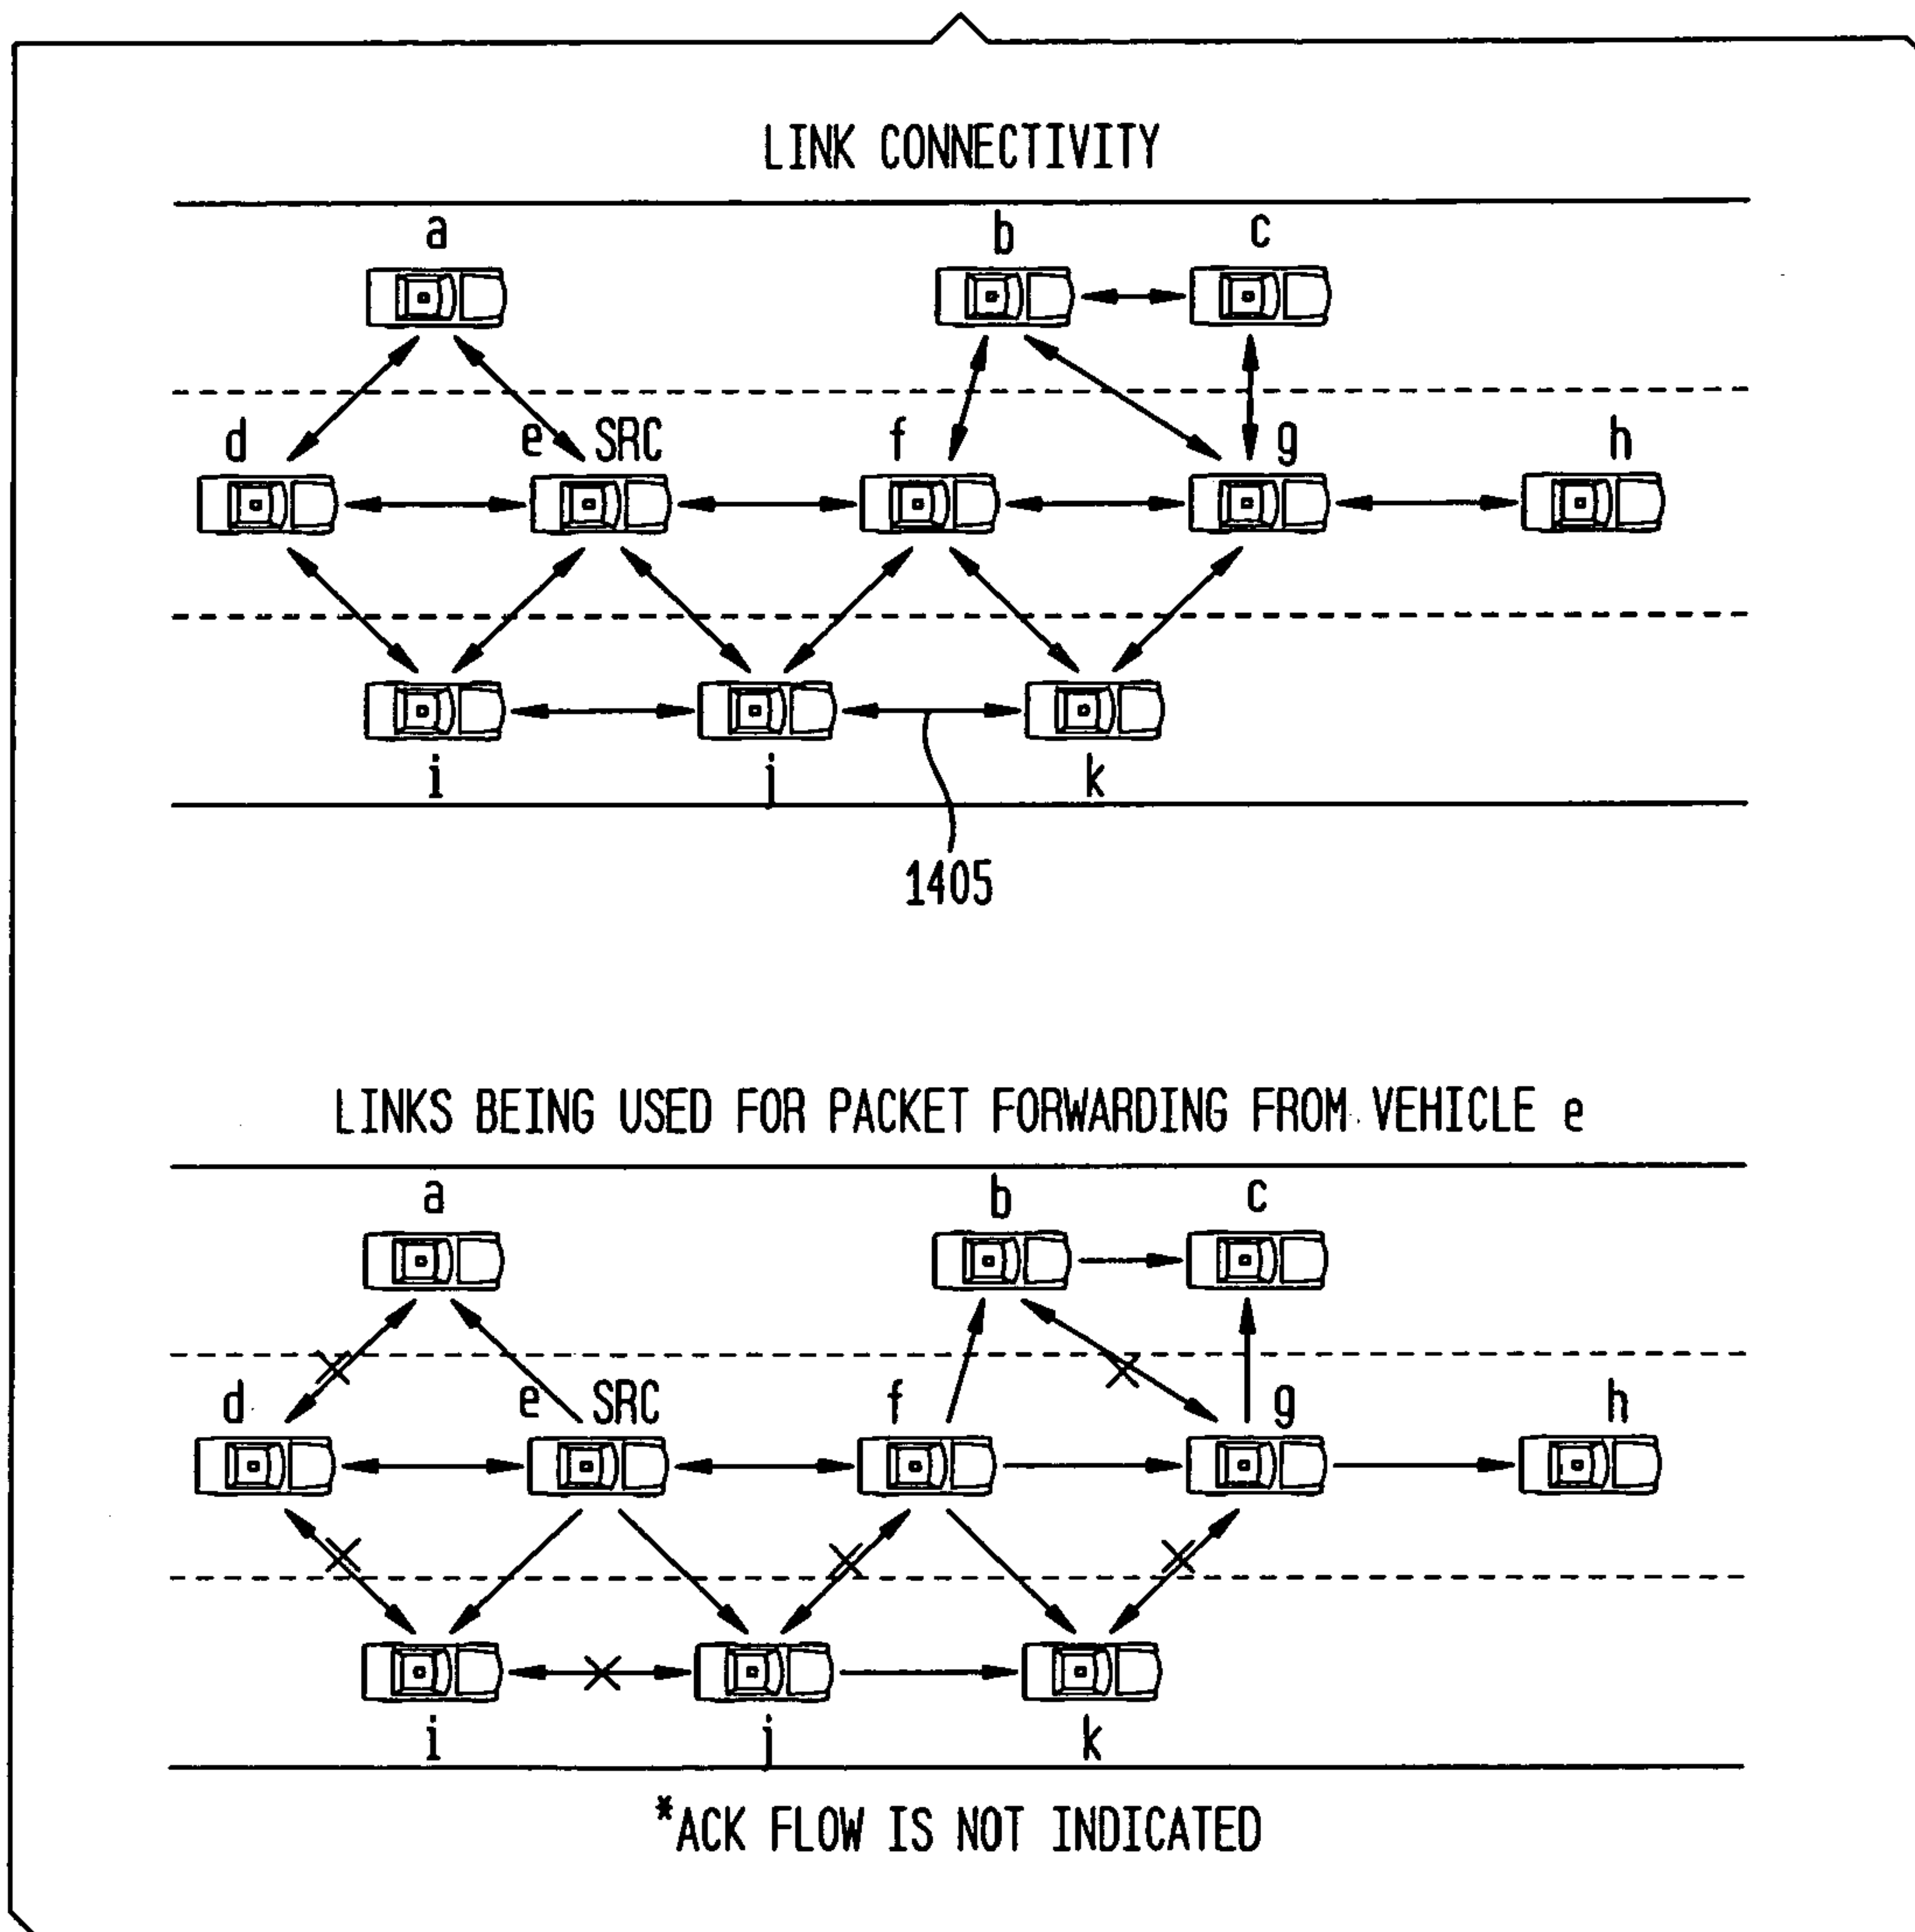 LINK CONNECTIVITY
a b c
d e SRC f g h
i j k
1405
LINKS BEING USED FOR PACKET FORWARDING FROM VEHICLE e
a b c
d e SRC f g h
i j k
*ACK FLOW IS NOT INDICATED